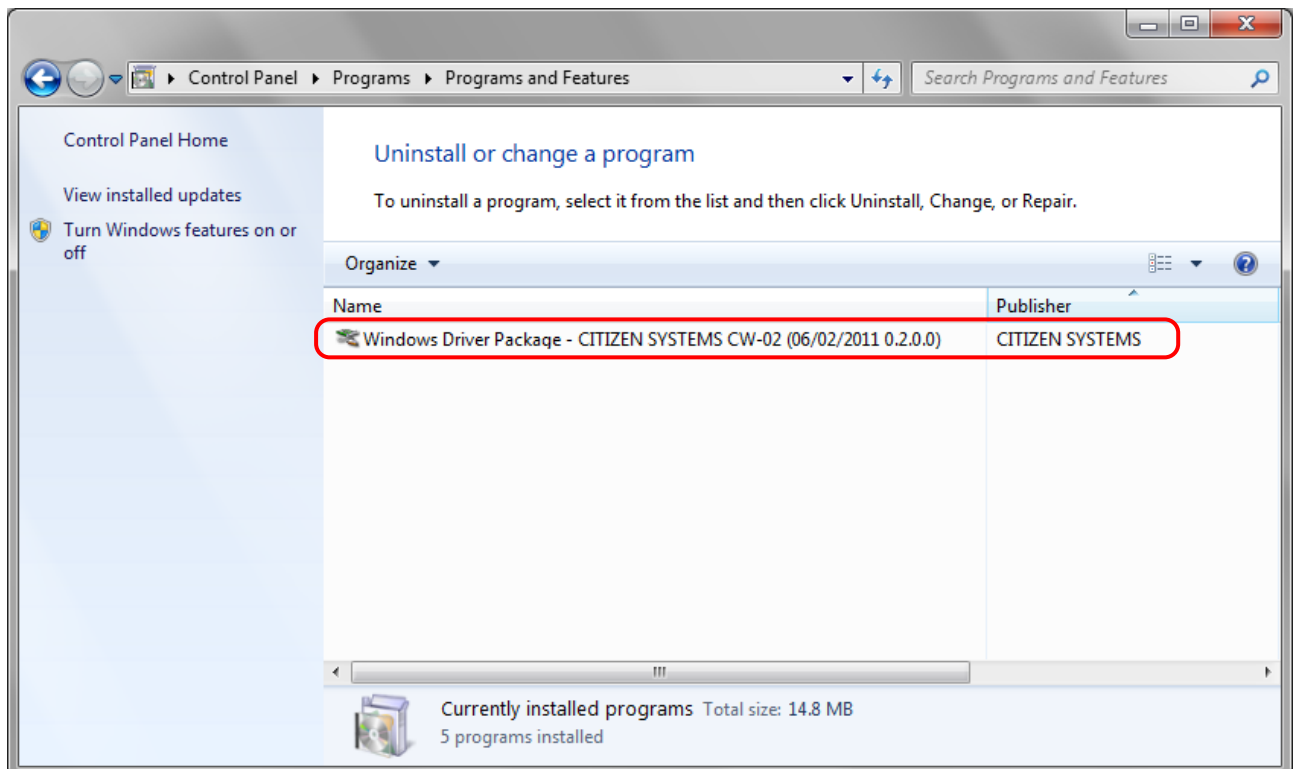 Control Panel Programs Programs and Features
Search Programs and Features
Control Panel Home
View installed updates
Turn Windows features on or
off
Uninstall or change a program
To uninstall a program, select it from the list and then click Uninstall, Change, or Repair.
Organize
Name Publisher
Windows Driver Package - CITIZEN SYSTEMS CW-02 (06/02/2011 0.2.0.0) CITIZEN SYSTEMS
Currently installed programs Total size: 14.8 MB
5 programs installed